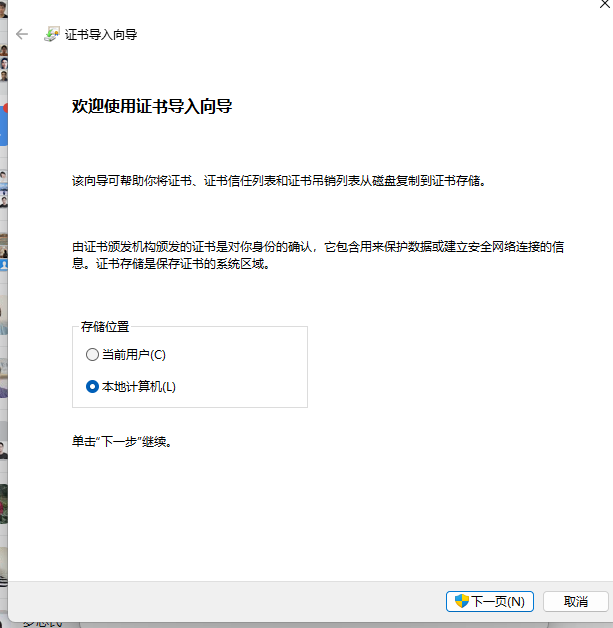 证书导入向导
欢迎使用证书导入向导
该向导可帮助你将证书、证书信任列表和证书吊销列表从磁盘复制到证书存储。
由证书颁发机构颁发的证书是对你身份的确认，它包含用来保护数据或建立安全网络连接的信
息。证书存储是保存证书的系统区域。
存储位置
当前用户(C)
本地计算机(L)
单击“下一步”继续。
下一页(N)
取消